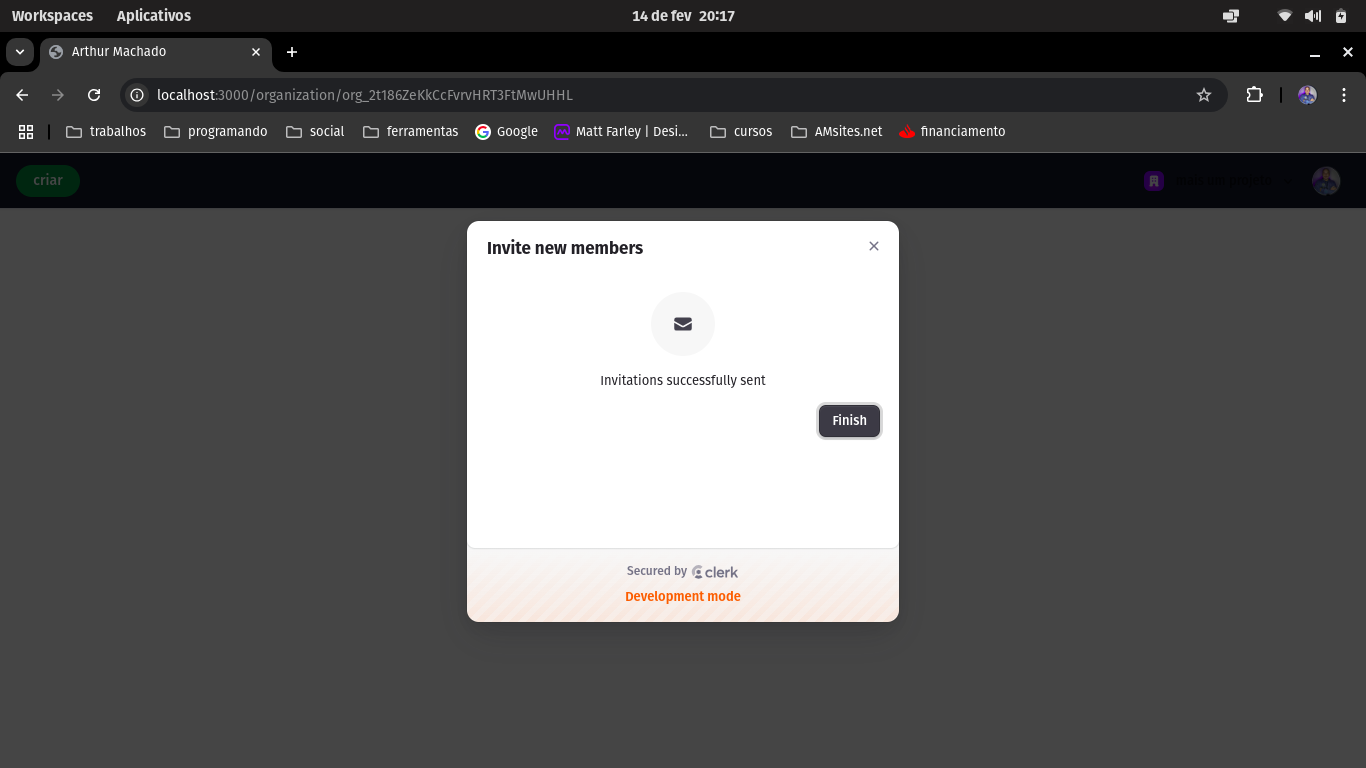 Workspaces Aplicativos 14 de fev 20:17
Arthur Machado
localhost:3000/organization/org_2t186ZeKkCcFvrvHRT3FtMwUHHL
trabalhos programando social ferramentas Google Matt Farley | Desi... cursos AMsites.net financiamento
criar
Invite new members
Invitations successfully sent
Finish
Secured by clerk
Development mode